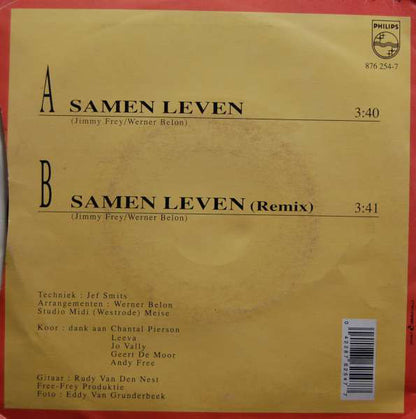 PHILIPS
876 254-7
A SAMEN LEVEN 3:40
(Jimmy Frey/Werner Belon)
B SAMEN LEVEN (Remix) 3:41
(Jimmy Frey/Werner Belon)
Techniek : Jef Smits
Arrangementen : Werner Belon
Studio Midi (Westrode) Meise
Koor : dank aan Chantal Pierson
Leeva
Jo Vally
Geert De Moor
Andy Free
Gitaar : Rudy Van Den Nest
Free-Frey Produktie
Foto : Eddy Van Grunderbeek